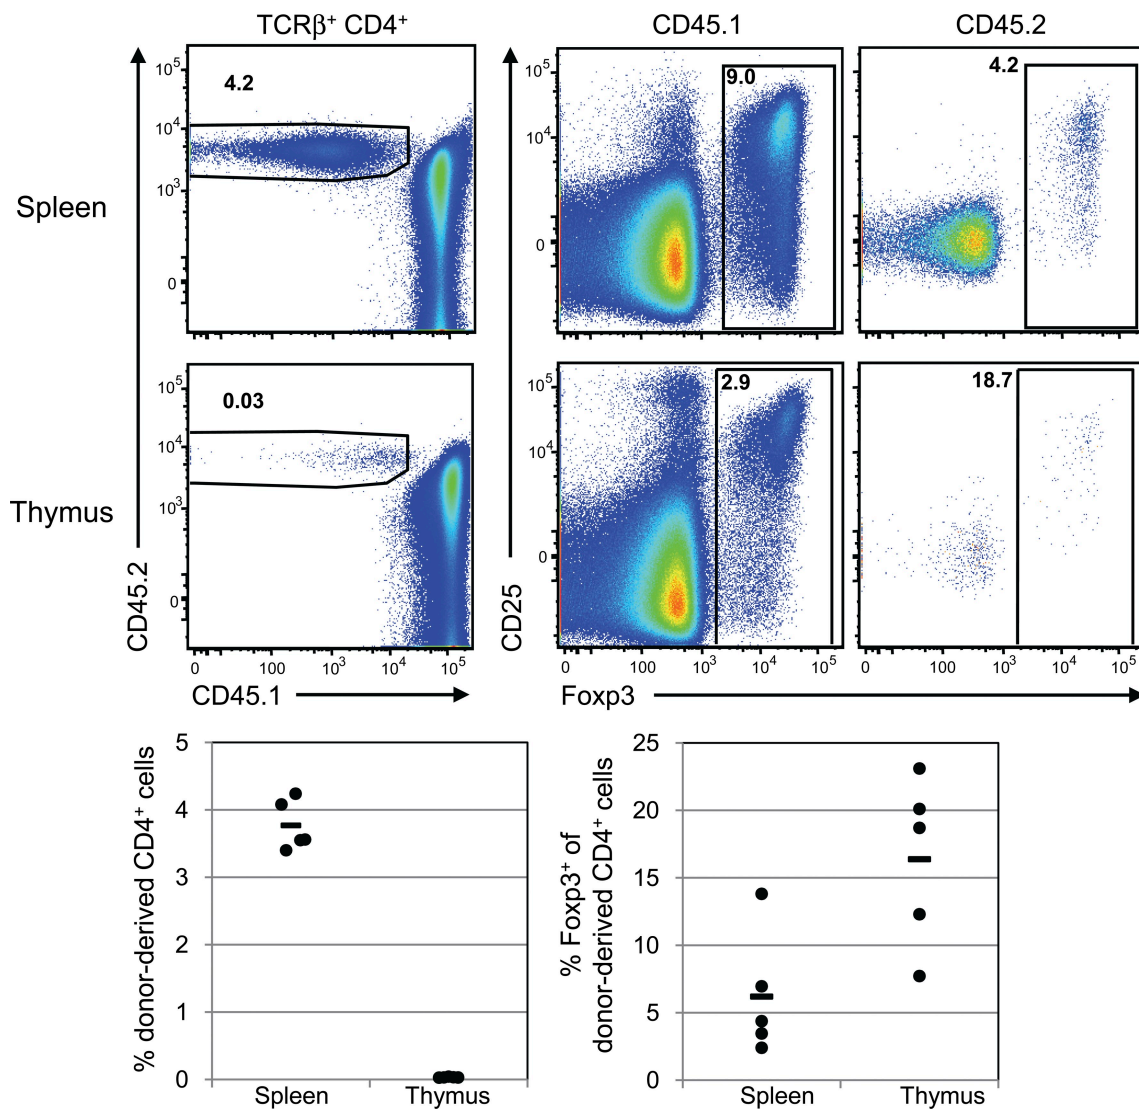 TCRβ⁺ CD4⁺ CD45.1 CD45.2
10⁵ 10⁴ 10³ 0
4.2
10⁵ 10⁴ 0
9.0
4.2
Spleen
10⁵ 10⁴ 10³ 0
0.03
10⁵ 10⁴ 0
2.9
18.7
Thymus
CD45.2
CD25
0 100 10³ 10⁴ 10⁵
0 100 10³ 10⁴ 10⁵
0 100 10³ 10⁴ 10⁵
CD45.1
Foxp3
% donor-derived CD4⁺ cells
5
4
3
2
1
0
Spleen Thymus
% Foxp3⁺ of
donor-derived CD4⁺ cells
25
20
15
10
5
0
Spleen Thymus